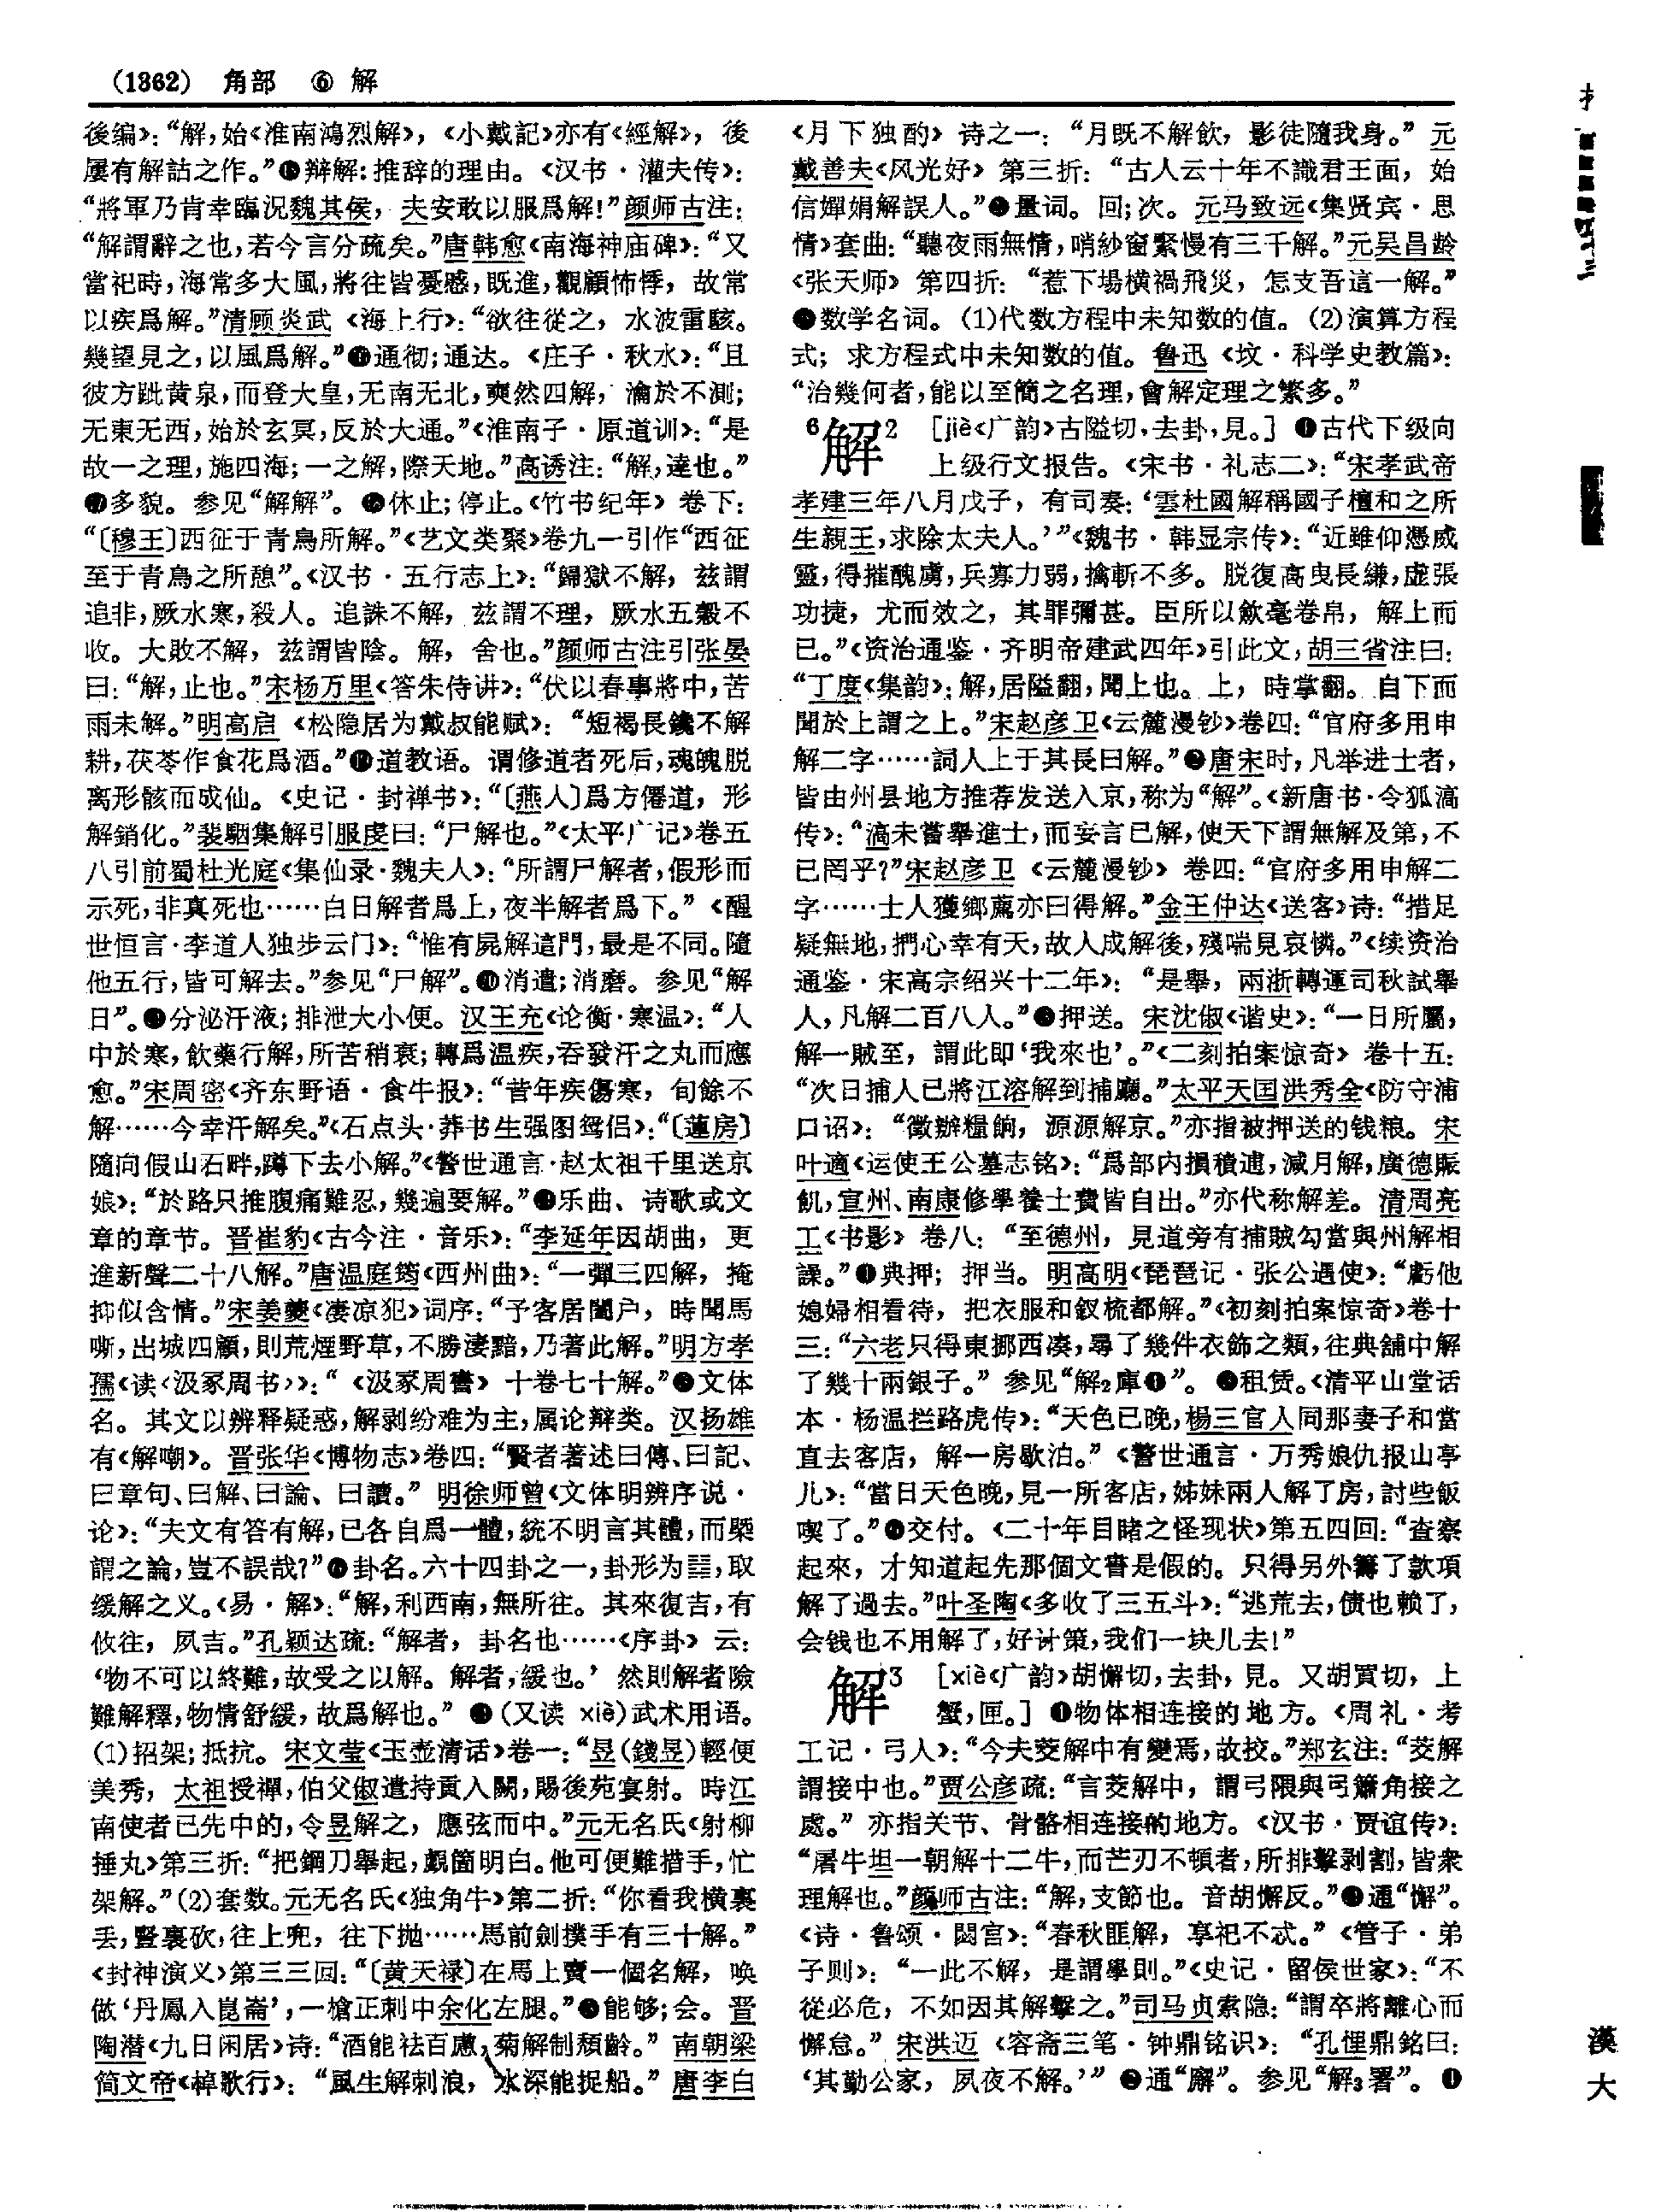 (1362) 角部 ⑥ 解
後编》：“解，始《淮南鴻烈解》，《小戴記》亦有《經解》，後
屢有解詁之作。”⓯辩解：推辞的理由。《汉书·灌夫传》：
“將軍乃肯幸臨況魏其侯，夫安敢以服爲解！”颜师古注：
“解謂辭之也，若今言分疏矣。”唐韩愈《南海神庙碑》：“又
當祀時，海常多大風，將往皆憂慼，既進，觀顧怖悸，故常
以疾爲解。”清顾炎武《海上行》：“欲往從之，水波雷駭。
幾望見之，以風爲解。”⓰通彻；通达。《庄子·秋水》：“且
彼方跐黄泉，而登大皇，无南无北，奭然四解，淪於不測；
无東无西，始於玄冥，反於大通。”《淮南子·原道训》：“是
故一之理，施四海；一之解，際天地。”高诱注：“解，達也。”
⓱多貌。参见“解解”。⓲休止；停止。《竹书纪年》卷下：
“〔穆王〕西征于青鳥所解。”《艺文类聚》卷九一引作“西征
至于青鳥之所憩”。《汉书·五行志上》：“歸獄不解，兹謂
追非，厥水寒，殺人。追誅不解，兹謂不理，厥水五穀不
收。大敗不解，兹謂皆陰。解，舍也。”颜师古注引张晏
曰：“解，止也。”宋杨万里《答朱侍讲》：“伏以春事將中，苦
雨未解。”明高启《松隐居为戴叔能赋》：“短褐長鑱不解
耕，茯苓作食花爲酒。”⓳道教语。谓修道者死后，魂魄脱
离形骸而成仙。《史记·封禅书》：“〔燕人〕爲方僊道，形
解銷化。”裴駰集解引服虔曰：“尸解也。”《太平广记》卷五
八引前蜀杜光庭《集仙录·魏夫人》：“所謂尸解者，假形而
示死，非真死也……白日解者爲上，夜半解者爲下。”《醒
世恒言·李道人独步云门》：“惟有屍解這門，最是不同。隨
他五行，皆可解去。”参见“尸解”。⓴消遣；消磨。参见“解
日”。㉑分泌汗液；排泄大小便。汉王充《论衡·寒温》：“人
中於寒，飲藥行解，所苦稍衰；轉爲温疾，吞發汗之丸而應
愈。”宋周密《齐东野语·食牛报》：“昔年疾傷寒，旬餘不
解……今幸汗解矣。”《石点头·莽书生强图鸳侣》：“〔蓮房〕
隨向假山石畔，蹲下去小解。”《警世通言·赵太祖千里送京
娘》：“於路只推腹痛難忍，幾遍要解。”㉒乐曲、诗歌或文
章的章节。晋崔豹《古今注·音乐》：“李延年因胡曲，更
進新聲二十八解。”唐温庭筠《西州曲》：“一彈三四解，掩
抑似含情。”宋姜夔《凄凉犯》词序：“予客居闔户，時聞馬
嘶，出城四顧，則荒煙野草，不勝淒黯，乃著此解。”明方孝
孺《读〈汲冢周书〉》：“《汲冢周書》十卷七十解。”㉓文体
名。其文以辨释疑惑，解剥纷难为主，属论辩类。汉扬雄
有《解嘲》。晋张华《博物志》卷四：“賢者著述曰傳、曰記、
曰章句、曰解、曰論、曰讀。”明徐师曾《文体明辨序说·
论》：“夫文有答有解，已各自爲一體，統不明言其體，而槩
謂之論，豈不誤哉？”㉔卦名。六十四卦之一，卦形为䷧，取
缓解之义。《易·解》：“解，利西南，無所往。其來復吉，有
攸往，夙吉。”孔颖达疏：“解者，卦名也……《序卦》云：
‘物不可以終難，故受之以解。解者，緩也。’然則解者險
難解釋，物情舒緩，故爲解也。”㉕（又读 xiè）武术用语。
(1)招架；抵抗。宋文莹《玉壶清话》卷一：“昱（錢昱）輕便
美秀，太祖授禪，伯父俶遣持貢入闕，賜後苑宴射。時江
南使者已先中的，令昱解之，應弦而中。”元无名氏《射柳
捶丸》第三折：“把鋼刀舉起，覷箇明白。他可便難措手，忙
架解。”(2)套数。元无名氏《独角牛》第二折：“你看我横裏
丢，豎裏砍，往上兜，往下抛……馬前劍撲手有三十解。”
《封神演义》第三三回：“〔黄天禄〕在馬上賣一個名解，唤
做‘丹鳳入崑崙’，一槍正刺中余化左腿。”㉖能够；会。晋
陶潜《九日闲居》诗：“酒能祛百慮，菊解制頹齡。”南朝梁
简文帝《棹歌行》：“風生解刺浪，水深能捉船。”唐李白
《月下独酌》诗之一：“月既不解飲，影徒隨我身。”元
戴善夫《风光好》第三折：“古人云十年不識君王面，始
信嬋娟解誤人。”㉗量词。回；次。元马致远《集贤宾·思
情》套曲：“聽夜雨無情，哨紗窗緊慢有三千解。”元吴昌龄
《张天师》第四折：“惹下場横禍飛災，怎支吾這一解。”
㉘数学名词。(1)代数方程中未知数的值。(2)演算方程
式；求方程式中未知数的值。鲁迅《坟·科学史教篇》：
“治幾何者，能以至簡之名理，會解定理之繁多。”
6解2 [jiè《广韵》古隘切，去卦，見。] ❶古代下级向
上级行文报告。《宋书·礼志二》：“宋孝武帝
孝建三年八月戊子，有司奏：‘雲杜國解稱國子檀和之所
生親王，求除太夫人。’”《魏书·韩显宗传》：“近雖仰憑威
靈，得摧醜虜，兵寡力弱，擒斬不多。脱復高曳長縑，虚張
功捷，尤而效之，其罪彌甚。臣所以斂毫卷帛，解上而
已。”《资治通鉴·齐明帝建武四年》引此文，胡三省注曰：
“丁度《集韵》：解，居隘翻，聞上也。上，時掌翻。自下而
聞於上謂之上。”宋赵彦卫《云麓漫钞》卷四：“官府多用申
解二字……詞人上于其長曰解。”❷唐宋时，凡举进士者，
皆由州县地方推荐发送入京，称为“解”。《新唐书·令狐滈
传》：“滈未嘗舉進士，而妄言已解，使天下謂無解及第，不
已罔乎？”宋赵彦卫《云麓漫钞》卷四：“官府多用申解二
字……士人獲鄉薦亦曰得解。”金王仲达《送客》诗：“措足
疑無地，捫心幸有天，故人成解後，殘喘見哀憐。”《续资治
通鉴·宋高宗绍兴十二年》：“是舉，兩浙轉運司秋試舉
人，凡解二百八人。”❸押送。宋沈俶《谐史》：“一日所屬，
解一賊至，謂此即‘我來也’。”《二刻拍案惊奇》卷十五：
“次日捕人已將江溶解到捕廳。”太平天囯洪秀全《防守浦
口诏》：“徵辦糧餉，源源解京。”亦指被押送的钱粮。宋
叶適《运使王公墓志铭》：“爲部内損積逋，減月解，廣德賑
飢，宣州、南康修學養士費皆自出。”亦代称解差。清周亮
工《书影》卷八：“至德州，見道旁有捕賊勾當與州解相
譟。”❹典押；押当。明高明《琵琶记·张公遇使》：“虧他
媳婦相看待，把衣服和釵梳都解。”《初刻拍案惊奇》卷十
三：“六老只得東挪西凑，尋了幾件衣飾之類，往典舖中解
了幾十兩銀子。”参见“解2庫❶”。❺租赁。《清平山堂话
本·杨温拦路虎传》：“天色已晚，楊三官人同那妻子和當
直去客店，解一房歇泊。”《警世通言·万秀娘仇报山亭
儿》：“當日天色晚，見一所客店，姊妹兩人解了房，討些飯
喫了。”❻交付。《二十年目睹之怪现状》第五四回：“查察
起來，才知道起先那個文書是假的。只得另外籌了款項
解了過去。”叶圣陶《多收了三五斗》：“逃荒去，债也赖了，
会钱也不用解了，好计策，我们一块儿去！”
解3 [xiè《广韵》胡懈切，去卦，見。又胡買切，上
蟹，匣。] ❶物体相连接的地方。《周礼·考
工记·弓人》：“今夫茭解中有變焉，故挍。”郑玄注：“茭解
謂接中也。”贾公彦疏：“言茭解中，謂弓隈與弓簫角接之
處。”亦指关节、骨骼相连接的地方。《汉书·贾谊传》：
“屠牛坦一朝解十二牛，而芒刃不頓者，所排擊剥割，皆衆
理解也。”颜师古注：“解，支節也。音胡懈反。”❷通“懈”。
《诗·鲁颂·閟宫》：“春秋匪解，享祀不忒。”《管子·弟
子则》：“一此不解，是謂學則。”《史记·留侯世家》：“不
從必危，不如因其解擊之。”司马贞索隐：“謂卒將離心而
懈怠。”宋洪迈《容斋三笔·钟鼎铭识》：“孔悝鼎銘曰：
‘其勤公家，夙夜不解。’”❸通“廨”。参见“解3署”。❹
漢
大